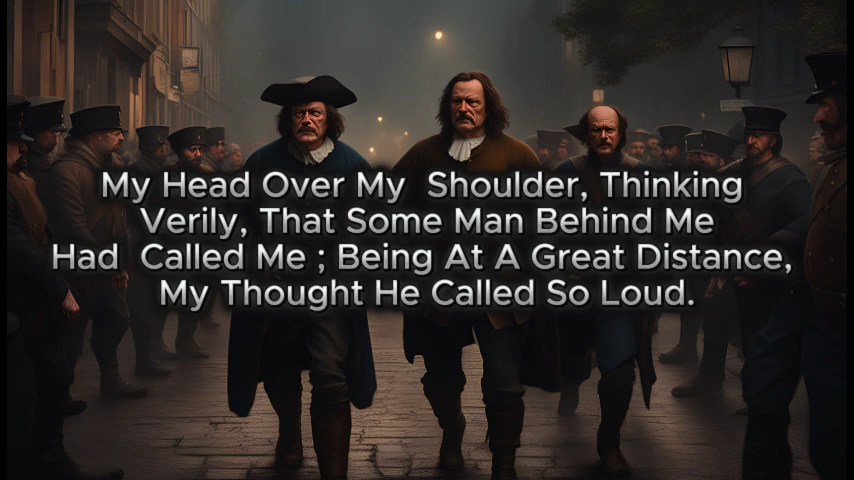 My Head Over My  Shoulder, Thinking
Verily, That Some Man Behind Me
Had  Called Me ; Being At A Great Distance,
My Thought He Called So Loud.